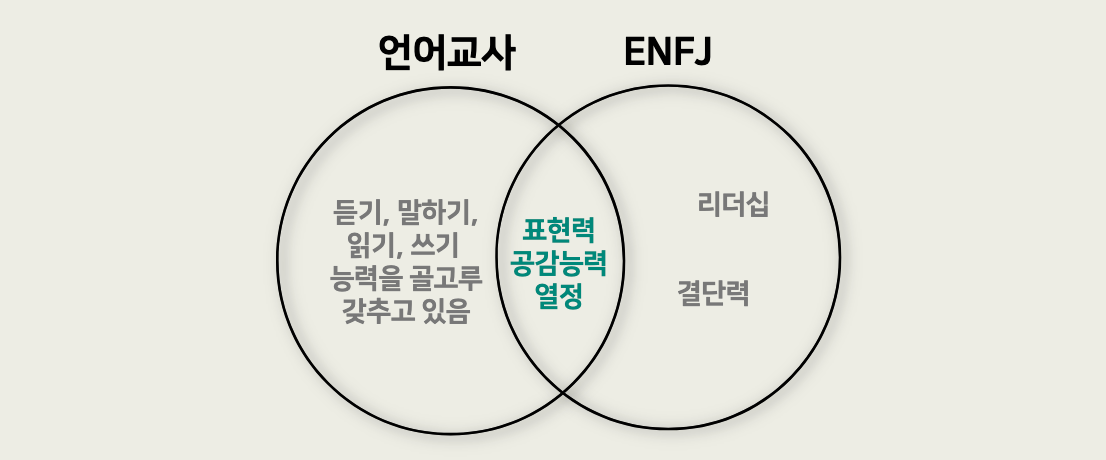 언어교사
ENFJ
듣기, 말하기,
읽기, 쓰기
능력을 골고루
갖추고 있음
표현력
공감능력
열정
리더십
결단력